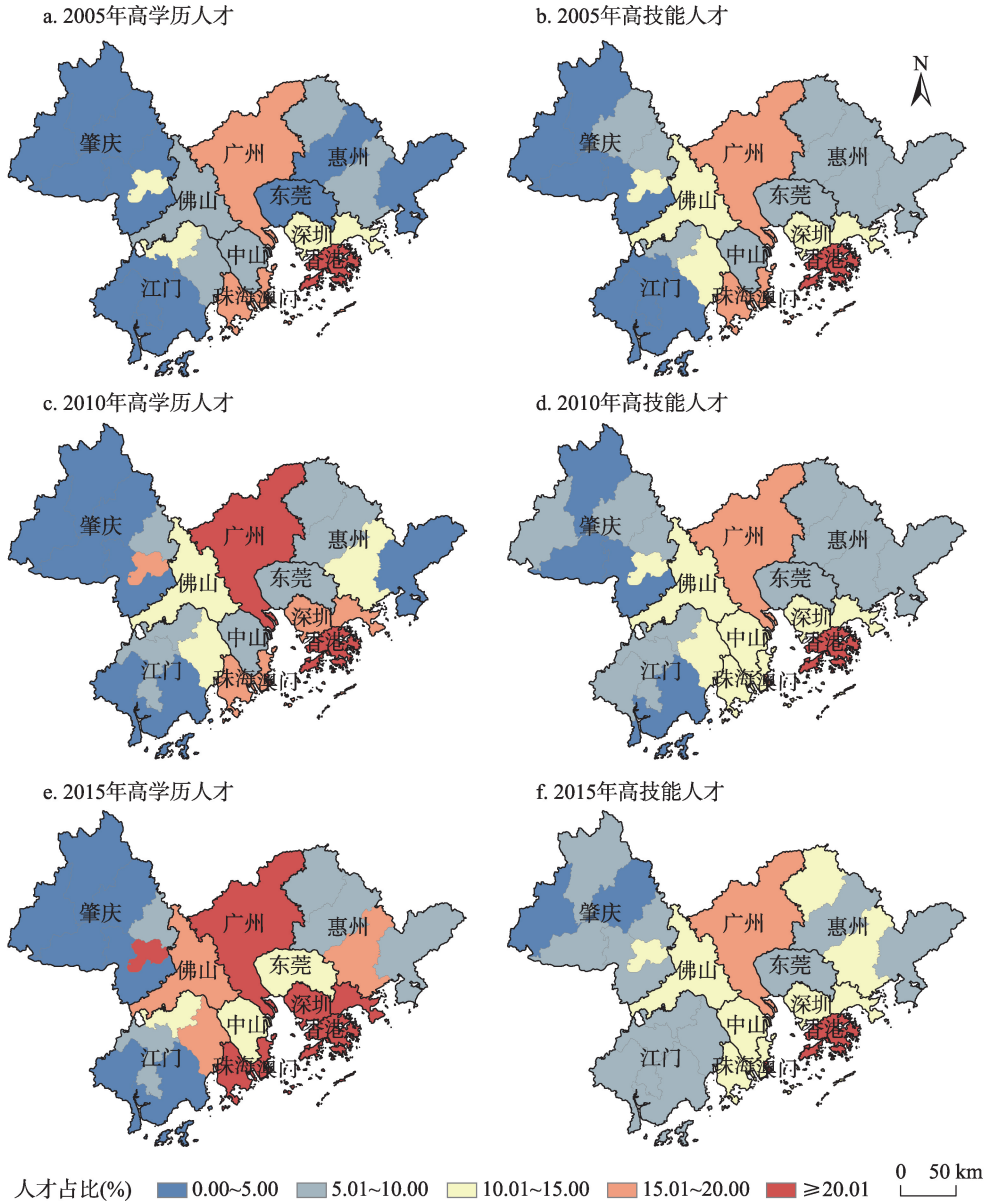 a. 2005年高学历人才
b. 2005年高技能人才
N
肇庆
广州
惠州
佛山
东莞
深圳
中山
香港
江门
珠海
澳门
肇庆
广州
惠州
佛山
东莞
深圳
中山
香港
江门
珠海
澳门
c. 2010年高学历人才
d. 2010年高技能人才
肇庆
广州
惠州
佛山
东莞
深圳
中山
香港
江门
珠海
澳门
肇庆
广州
惠州
佛山
东莞
深圳
中山
香港
江门
珠海
澳门
e. 2015年高学历人才
f. 2015年高技能人才
肇庆
广州
惠州
佛山
东莞
深圳
中山
香港
江门
珠海
澳门
肇庆
广州
惠州
佛山
东莞
深圳
中山
香港
江门
珠海
澳门
0 50 km
人才占比(%) 0.00~5.00 5.01~10.00 10.01~15.00 15.01~20.00 ≥20.01